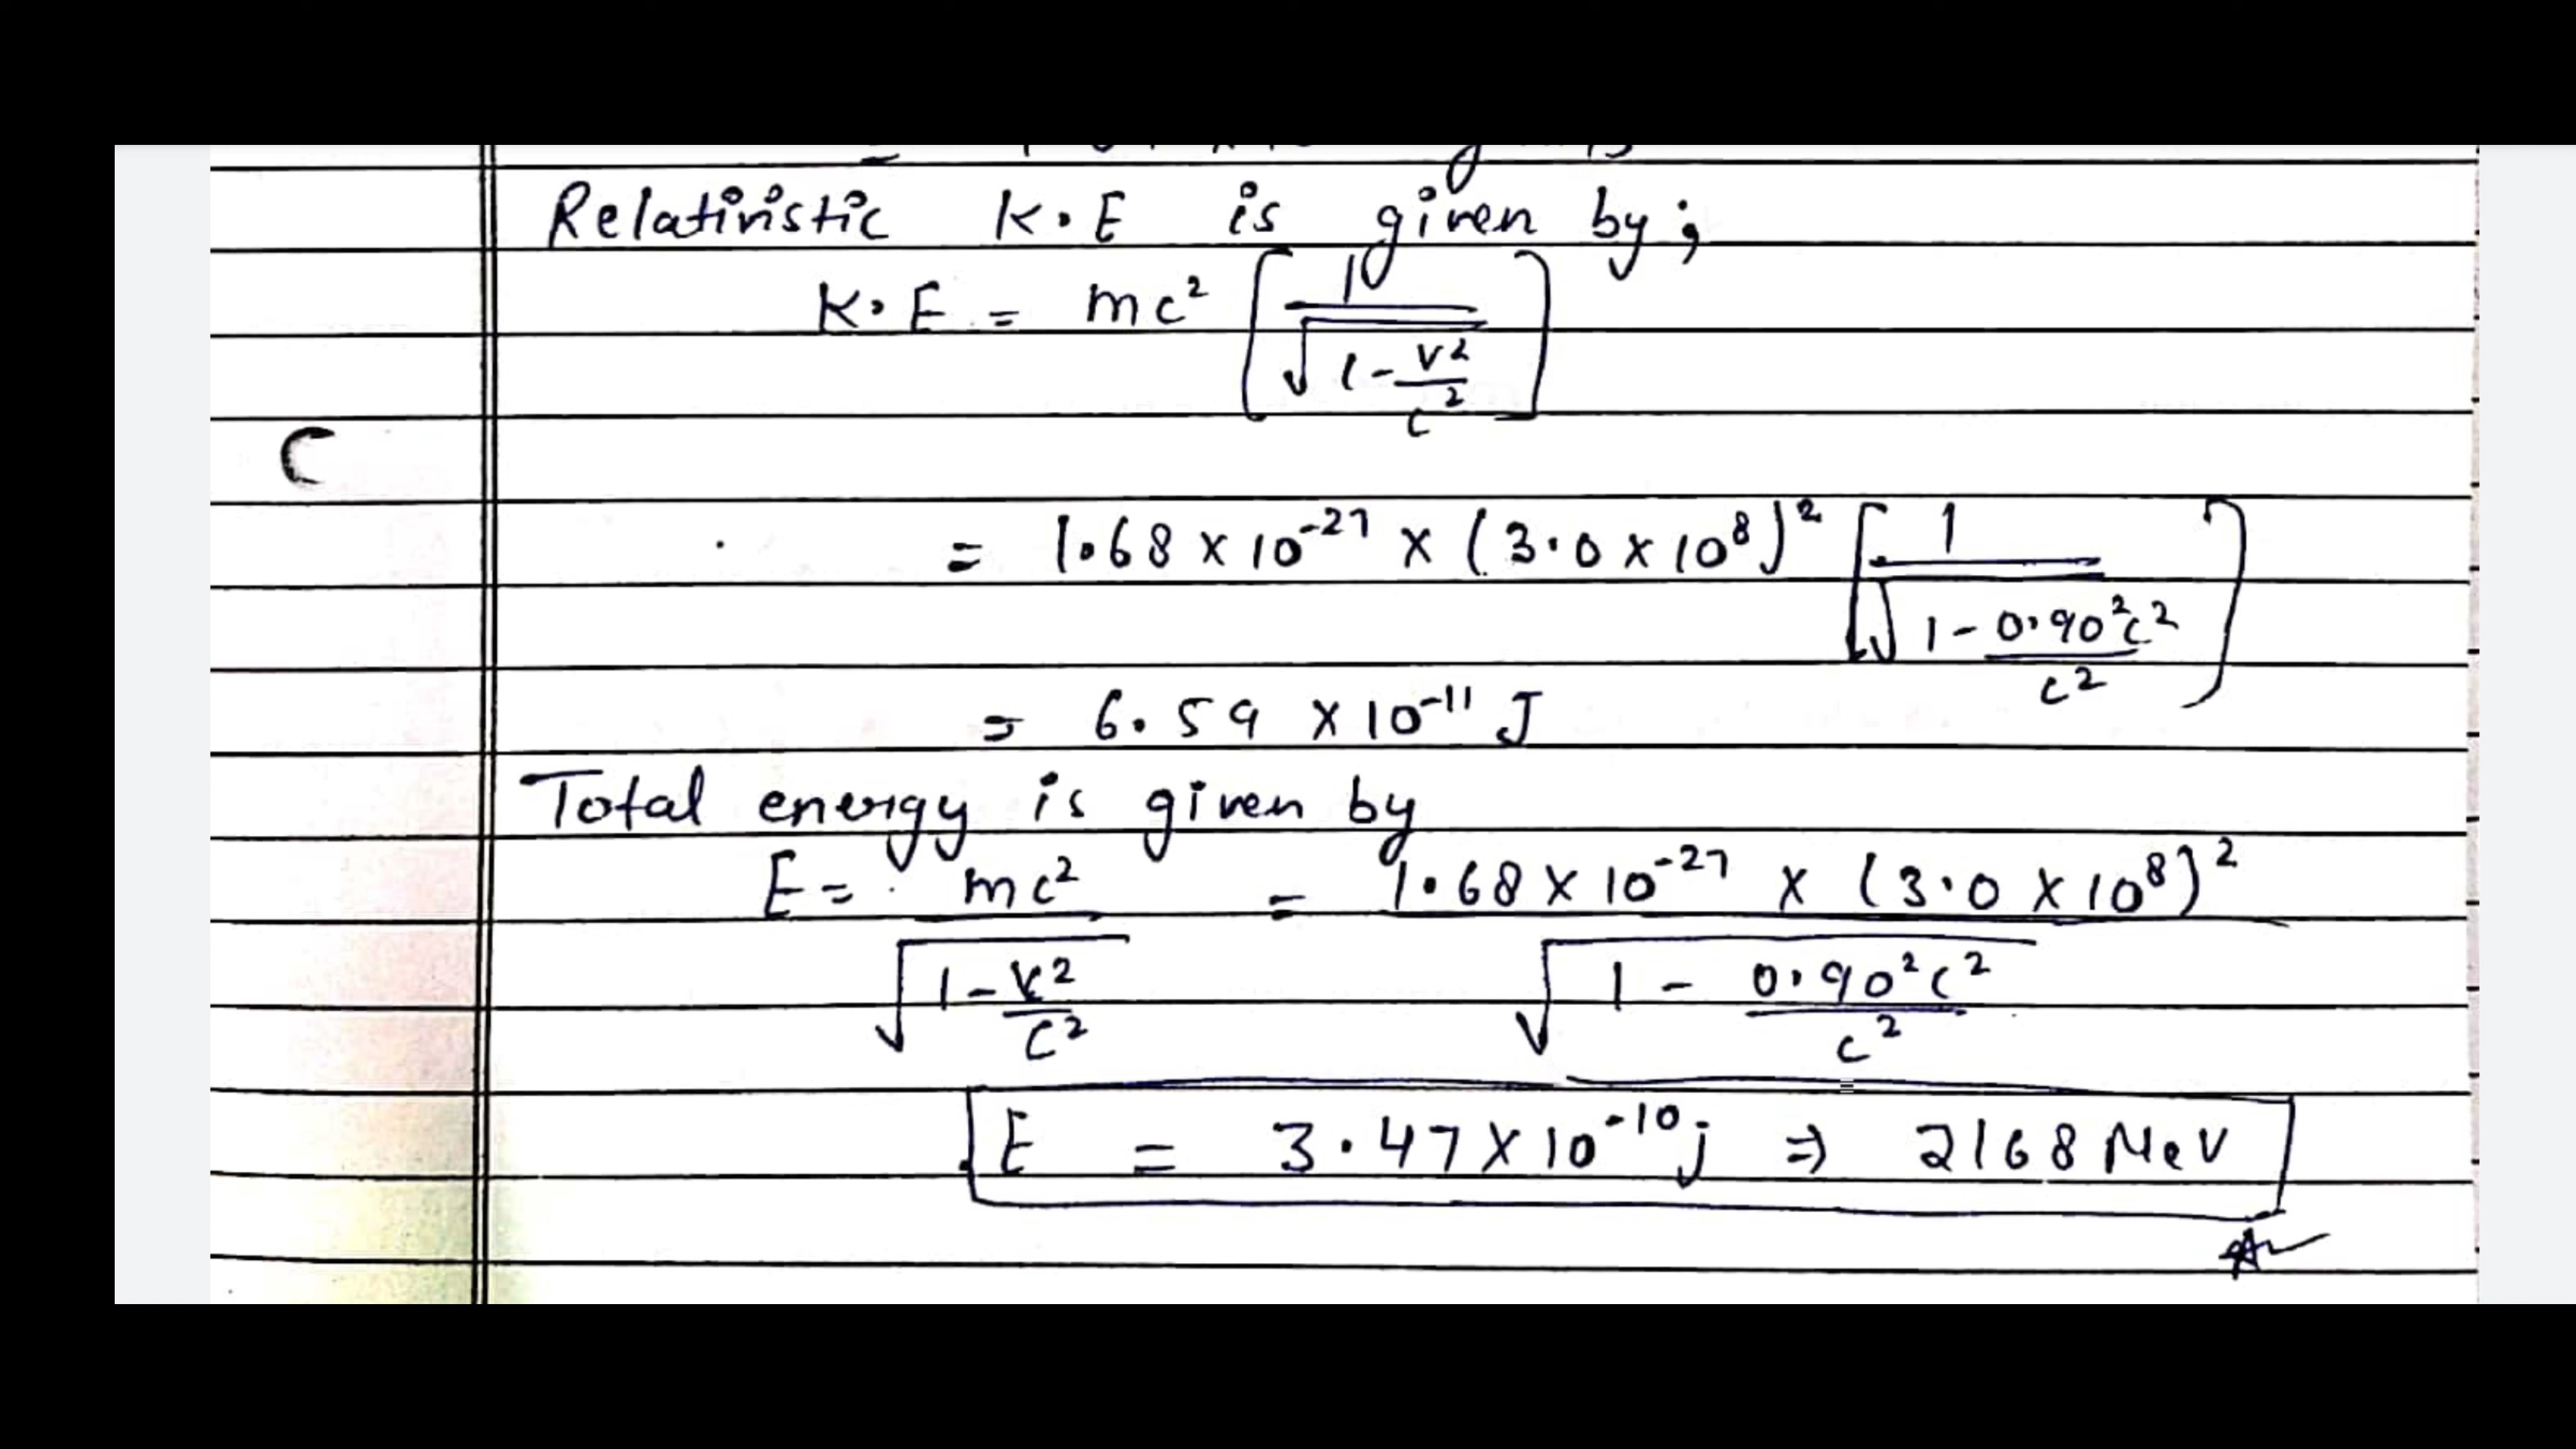 Relativistic K.E is given by;
K.E = mc² [1/√(1-v²/c²)]
= 1.68 x 10⁻²⁷ x (3.0 x 10⁸)² [1/√(1-0.90²c²/c²)]
= 6.59 x 10⁻¹¹ J
Total energy is given by
E = mc²/√(1-v²/c²) = 1.68 x 10⁻²⁷ x (3.0 x 10⁸)²/√(1-0.90²c²/c²)
E = 3.47 x 10⁻¹⁰ j ⇒ 2168 MeV